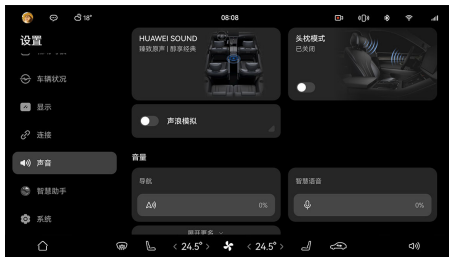 18°
08:08
设置
HUAWEI SOUND
臻致原声 | 醇享经典
头枕模式
已关闭
车辆状况
显示
声浪模拟
连接
声音
音量
导航
智慧语音
智慧助手
0%
0%
系统
展开更多
< 24.5° >
< 24.5° >